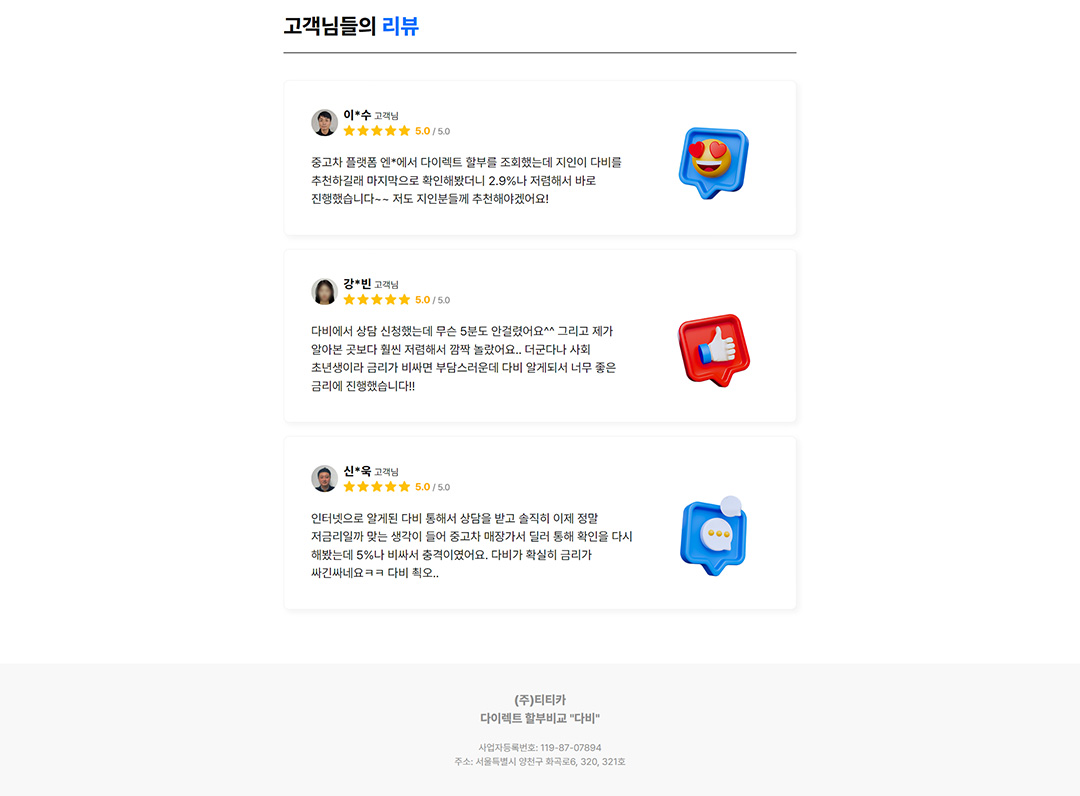 고객님들의 리뷰
이*수 고객님
5.0 / 5.0
중고차 플랫폼 엔*에서 다이렉트 할부를 조회했는데 지인이 다비를
추천하길래 마지막으로 확인해봤더니 2.9%나 저렴해서 바로
진행했습니다~~ 저도 지인분들께 추천해야겠어요!
강*빈 고객님
5.0 / 5.0
다비에서 상담 신청했는데 무슨 5분도 안걸렸어요^^ 그리고 제가
알아본 곳보다 훨씬 저렴해서 깜짝 놀랐어요.. 더군다나 사회
초년생이라 금리가 비싸면 부담스러운데 다비 알게되서 너무 좋은
금리에 진행했습니다!!
신*욱 고객님
5.0 / 5.0
인터넷으로 알게된 다비 통해서 상담을 받고 솔직히 이제 정말
저금리일까 맞는 생각이 들어 중고차 매장가서 딜러 통해 확인을 다시
해봤는데 5%나 비싸서 충격이였어요. 다비가 확실히 금리가
싸긴싸네요ㅋㅋ 다비 쵝오..
(주)티티카
다이렉트 할부비교 "다비"
사업자등록번호: 119-87-07894
주소: 서울특별시 양천구 화곡로6, 320, 321호